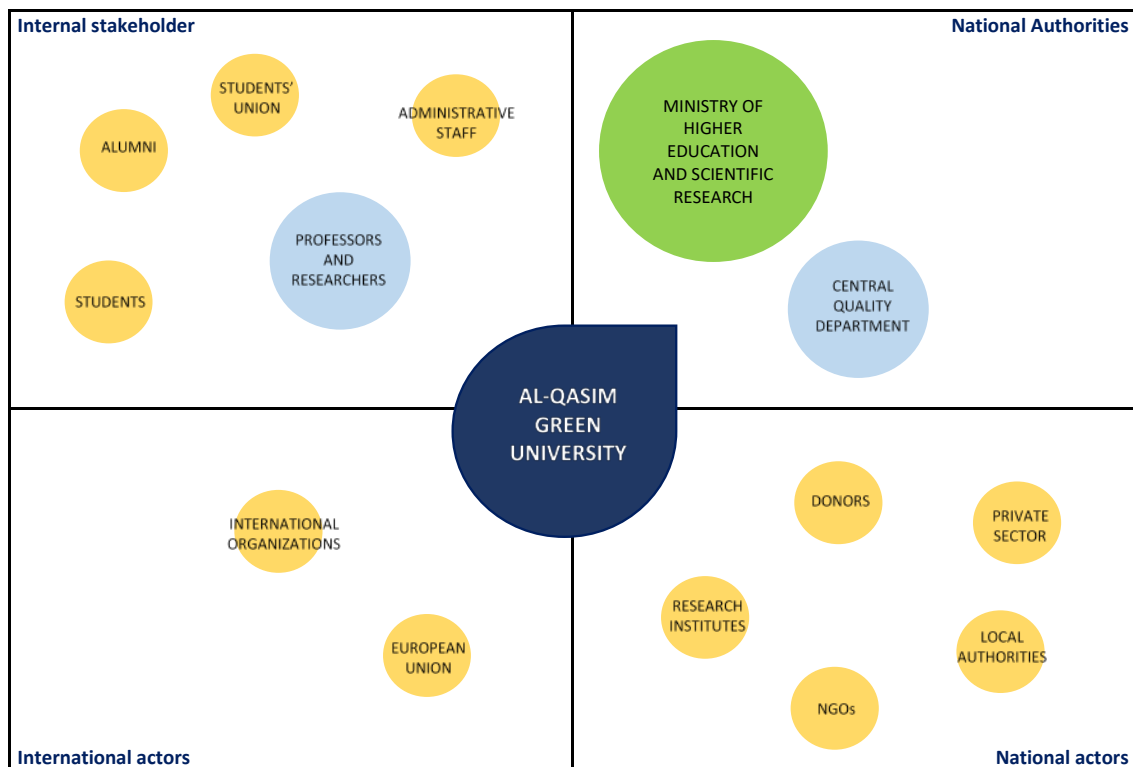 Internal stakeholder
National Authorities
STUDENTS'
UNION
ADMINISTRATIVE
STAFF
ALUMNI
PROFESSORS
AND
RESEARCHERS
STUDENTS
MINISTRY OF
HIGHER
EDUCATION
AND SCIENTIFIC
RESEARCH
CENTRAL
QUALITY
DEPARTMENT
AL-QASIM
GREEN
UNIVERSITY
INTERNATIONAL
ORGANIZATIONS
EUROPEAN
UNION
DONORS
PRIVATE
SECTOR
RESEARCH
INSTITUTES
LOCAL
AUTHORITIES
NGOs
International actors
National actors